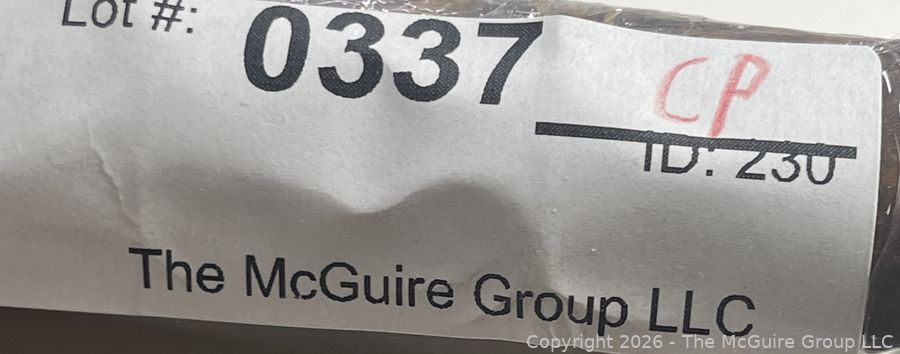 Lot #: 0337
CP
ID: 230
The McGuire Group LLC
Copyright 2026 - The McGuire Group LLC